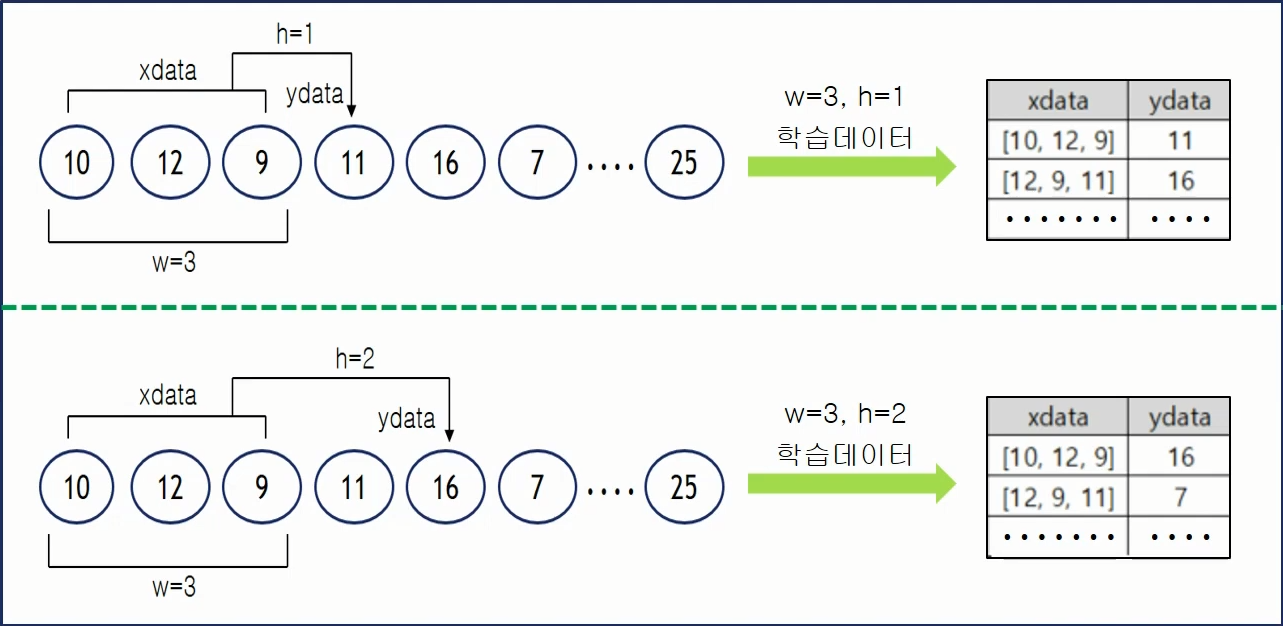 h=1
xdata
ydata
10 12 9 11 16 7 ···· 25
w=3
w=3, h=1
학습데이터
xdata ydata
[10, 12, 9] 11
[12, 9, 11] 16
······· ····
h=2
xdata
ydata
10 12 9 11 16 7 ···· 25
w=3
w=3, h=2
학습데이터
xdata ydata
[10, 12, 9] 16
[12, 9, 11] 7
······· ····